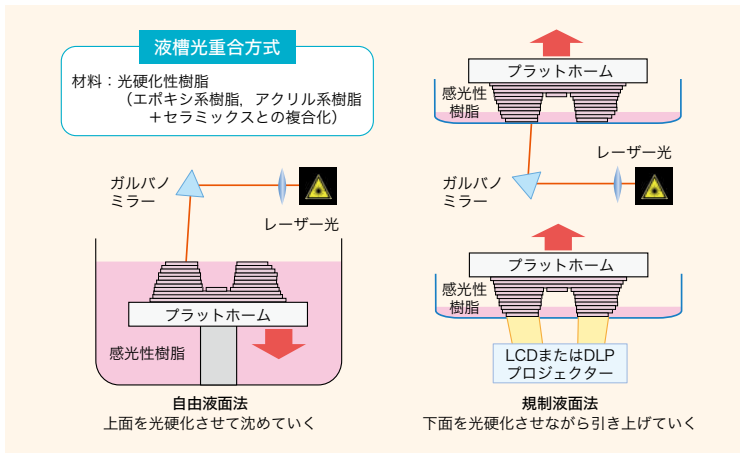 液槽光重合方式
材料：光硬化性樹脂
（エポキシ系樹脂，アクリル系樹脂
＋セラミックスとの複合化）
ガルバノ
ミラー
レーザー光
プラットホーム
感光性樹脂
自由液面法
上面を光硬化させて沈めていく
プラットホーム
感光性
樹脂
レーザー光
ガルバノ
ミラー
プラットホーム
感光性
樹脂
LCDまたはDLP
プロジェクター
規制液面法
下面を光硬化させながら引き上げていく